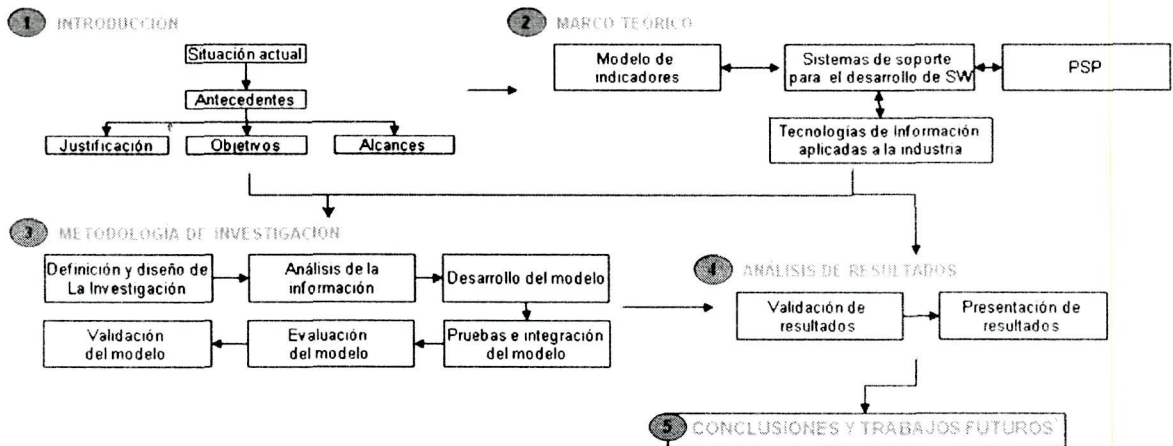 1 INTRODUCCION
Situación actual
Antecedentes
Justificación
Objetivos
Alcances
2 MARCO TEÓRICO
Modelo de
indicadores
Sistemas de soporte
para el desarrollo de SW
PSP
Tecnologías de Información
aplicadas a la industria
3 METODOLOGÍA DE INVESTIGACIÓN
Definición y diseño de
La Investigación
Análisis de la
información
Desarrollo del modelo
Validación
del modelo
Evaluación
del modelo
Pruebas e integración
del modelo
4 ANÁLISIS DE RESULTADOS
Validación de
resultados
Presentación de
resultados
5 CONCLUSIONES Y TRABAJOS FUTUROS